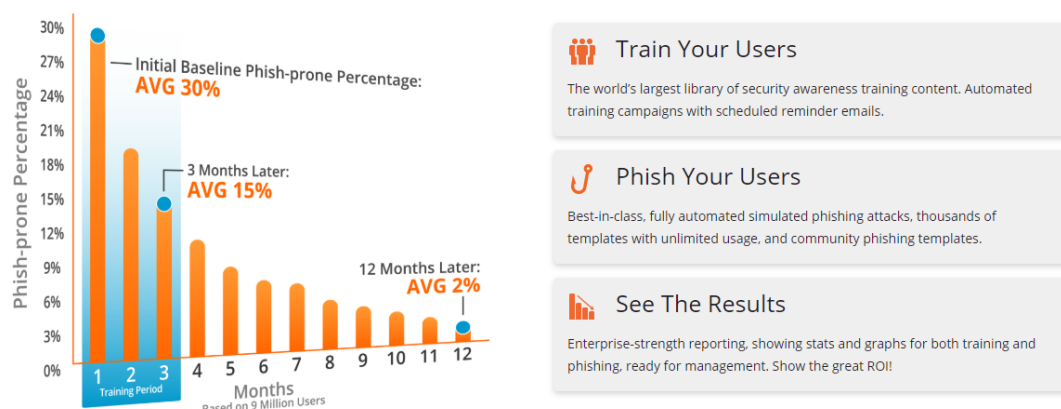 30%
27%
24%
21%
18%
15%
12%
9%
6%
3%
0%
Phish-prone Percentage
Initial Baseline Phish-prone Percentage:
AVG 30%
3 Months Later:
AVG 15%
12 Months Later:
AVG 2%
1 2 3 4 5 6 7 8 9 10 11 12
Training Period
Months
Based on 9 Million Users
Train Your Users
The world's largest library of security awareness training content. Automated
training campaigns with scheduled reminder emails.
Phish Your Users
Best-in-class, fully automated simulated phishing attacks, thousands of
templates with unlimited usage, and community phishing templates.
See The Results
Enterprise-strength reporting, showing stats and graphs for both training and
phishing, ready for management. Show the great ROI!